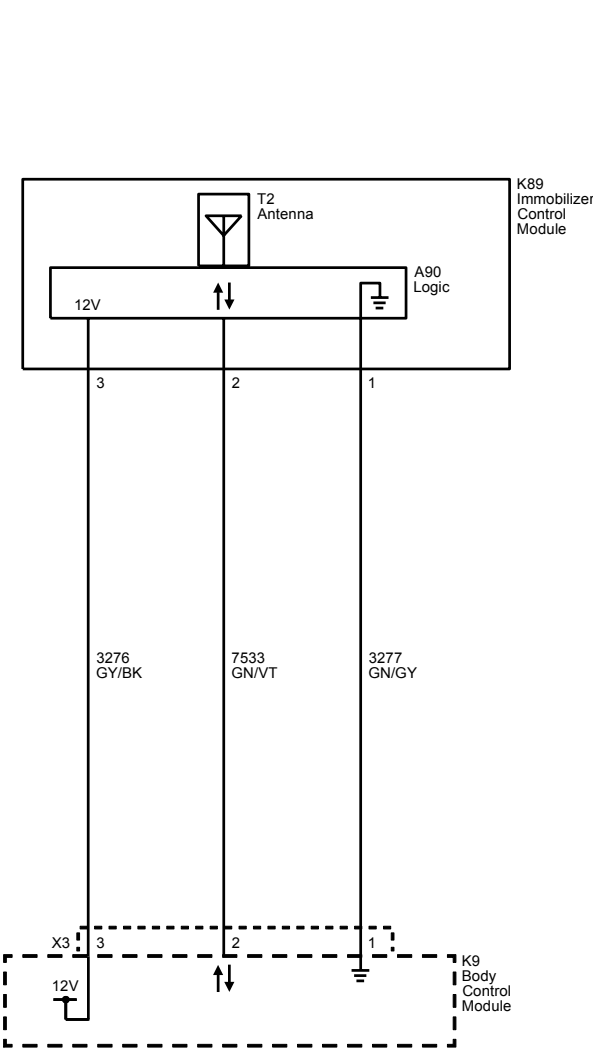 K89
Immobilizer
Control
Module
T2
Antenna
A90
Logic
12V
3
2
1
3276
GY/BK
7533
GN/VT
3277
GN/GY
X3
3
2
1
K9
Body
Control
Module
12V